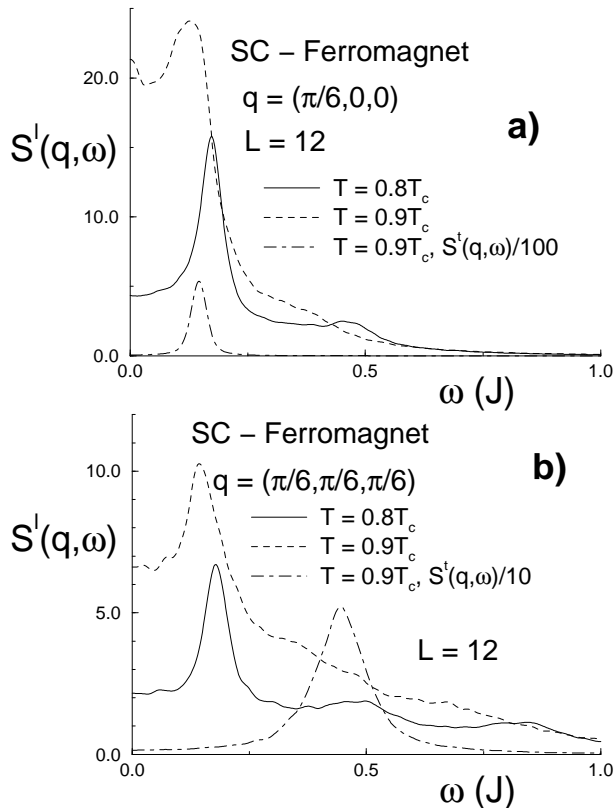 SC – Ferromagnet
q = (π/6,0,0)
a)
L = 12
S^l(q,ω)
T = 0.8T_c
T = 0.9T_c
T = 0.9T_c, S^t(q,ω)/100
20.0
10.0
0.0
0.0 0.5 1.0
ω (J)
SC – Ferromagnet
b)
q = (π/6,π/6,π/6)
S^l(q,ω)
T = 0.8T_c
T = 0.9T_c
T = 0.9T_c, S^t(q,ω)/10
L = 12
10.0
5.0
0.0
0.0 0.5 1.0
ω (J)